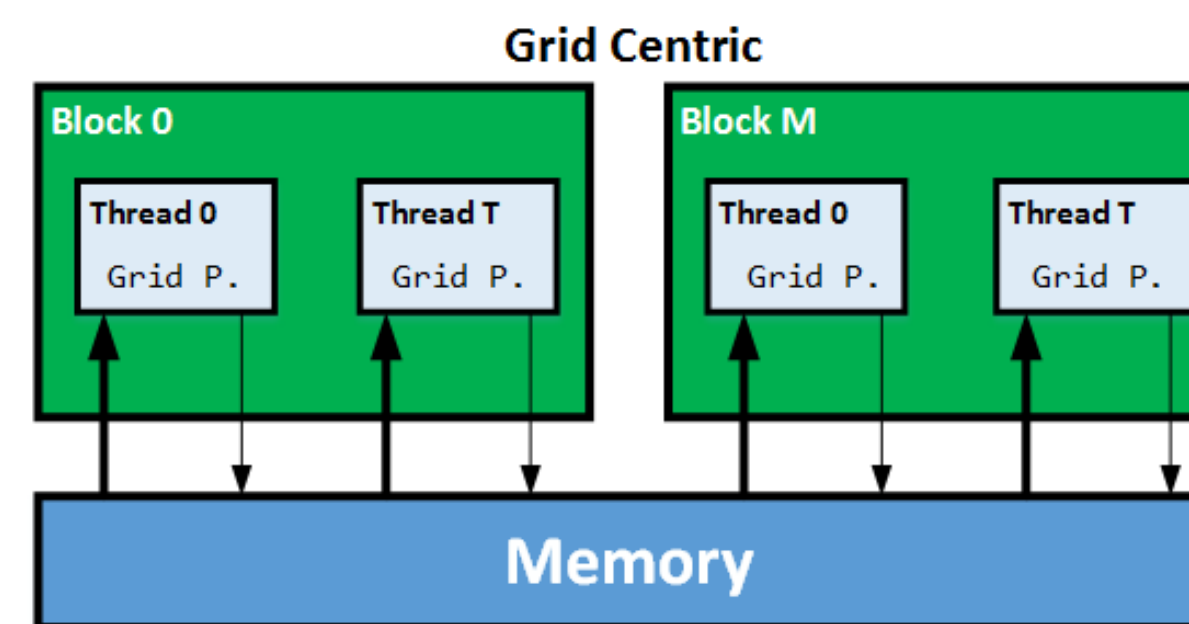 Grid Centric
Block 0
Thread 0
Grid P.
Thread T
Grid P.
Block M
Thread 0
Grid P.
Thread T
Grid P.
Memory